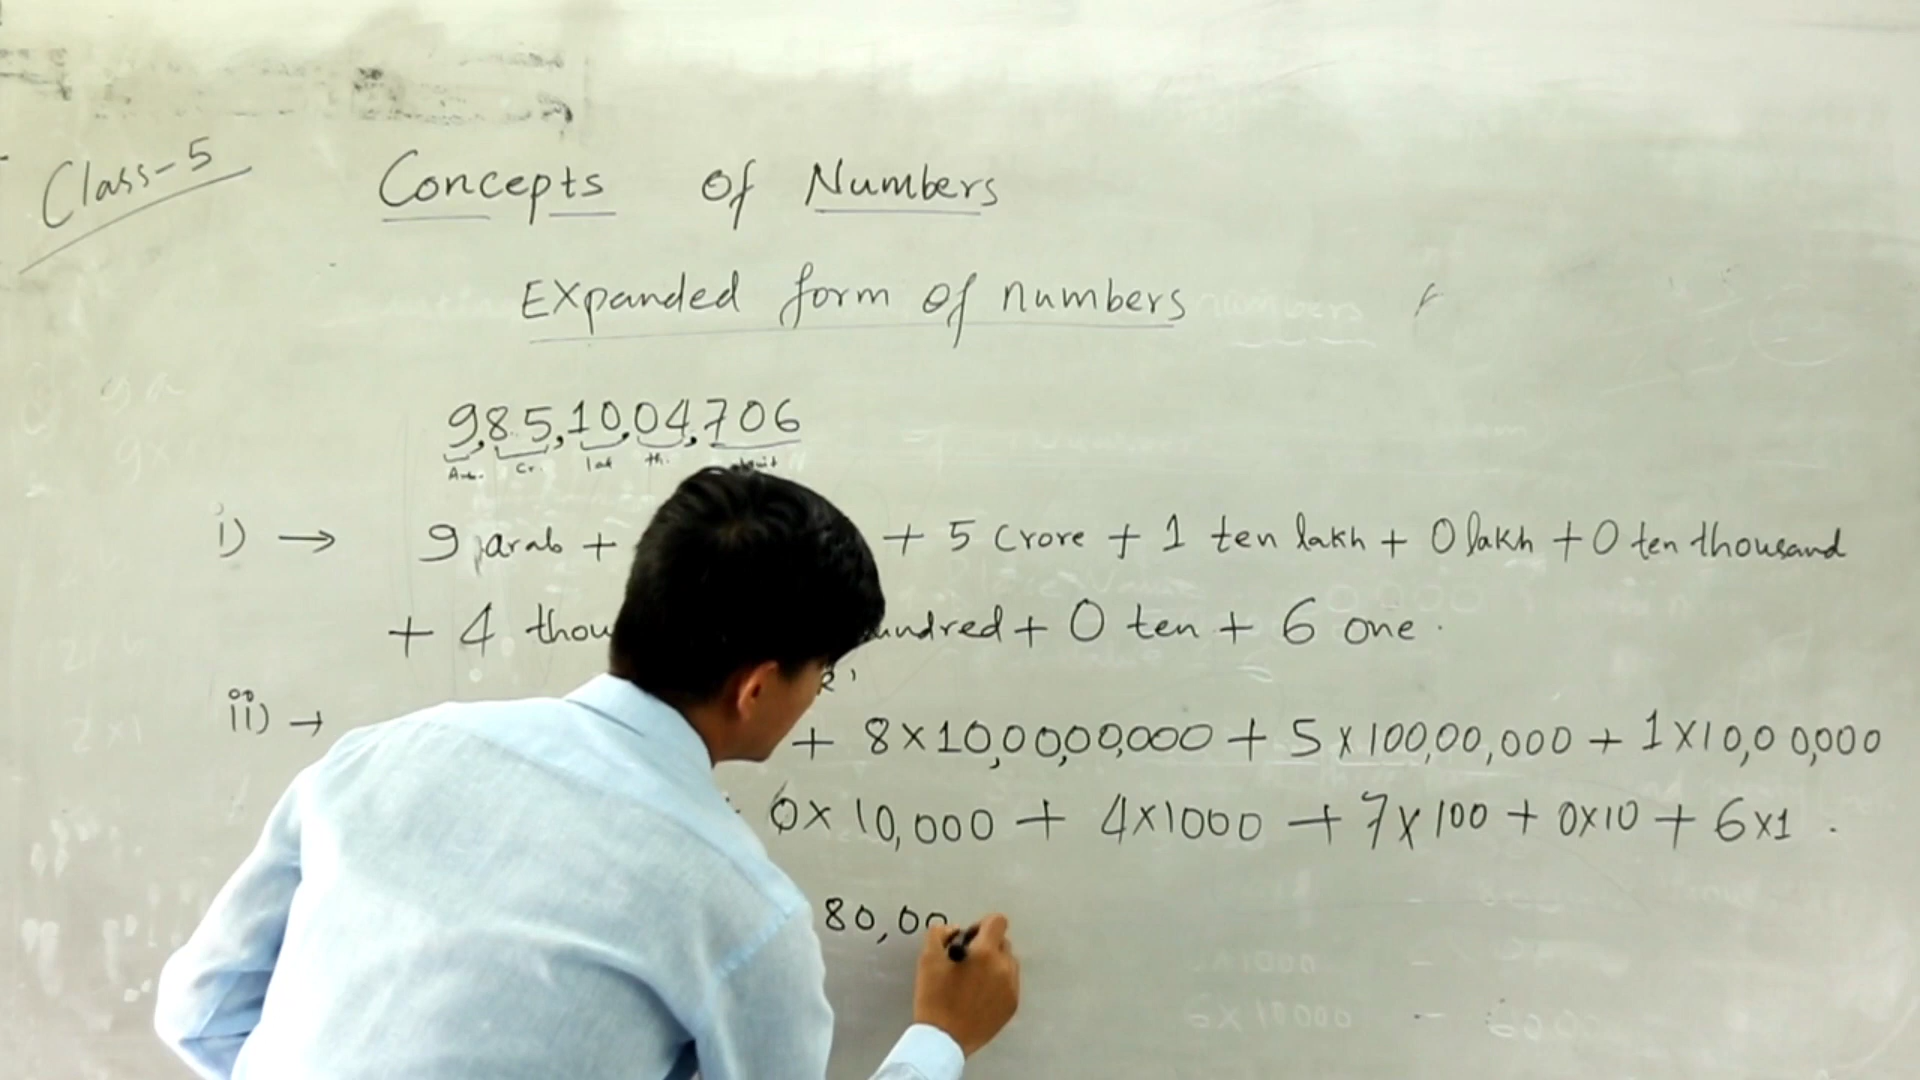 Class-5
Concepts of Numbers
Expanded form of numbers
9,85,10,04,706
Cr. lak th.
i) → 9 arab + + 5 Crore + 1 ten lakh + 0 lakh + 0 ten thousand
+ 4 thou undred + 0 ten + 6 one.
ii) → + 8×10,00,00,000 + 5×100,00,000 + 1×10,00,000
0×10,000 + 4×1000 + 7×100 + 0×10 + 6×1 .
80,00